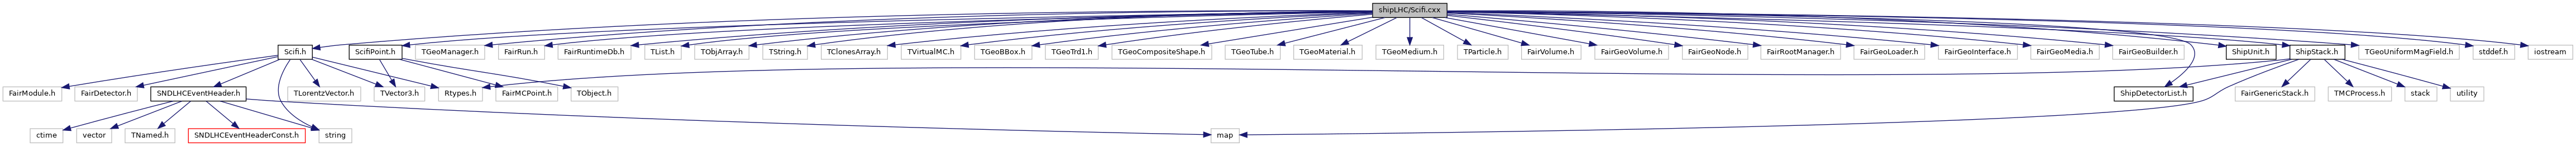 shipLHC/Scifi.cxx
Scifi.h
ScifiPoint.h
TGeoManager.h
FairRun.h
FairRuntimeDb.h
TList.h
TObjArray.h
TString.h
TClonesArray.h
TVirtualMC.h
TGeoBBox.h
TGeoTrd1.h
TGeoCompositeShape.h
TGeoTube.h
TGeoMaterial.h
TGeoMedium.h
TParticle.h
FairVolume.h
FairGeoVolume.h
FairGeoNode.h
FairRootManager.h
FairGeoLoader.h
FairGeoInterface.h
FairGeoMedia.h
FairGeoBuilder.h
ShipUnit.h
ShipStack.h
TGeoUniformMagField.h
stddef.h
iostream
FairModule.h
FairDetector.h
SNDLHCEventHeader.h
TLorentzVector.h
TVector3.h
Rtypes.h
FairMCPoint.h
TObject.h
ShipDetectorList.h
FairGenericStack.h
TMCProcess.h
stack
utility
ctime
vector
TNamed.h
SNDLHCEventHeaderConst.h
string
map